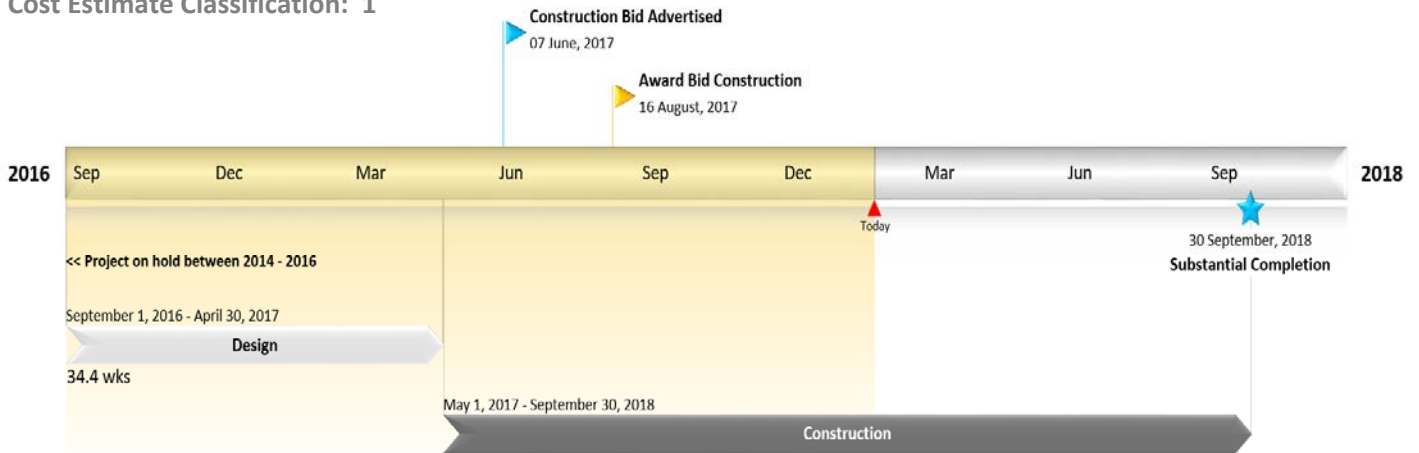 Cost Estimate Classification: 1
Construction Bid Advertised
07 June, 2017
Award Bid Construction
16 August, 2017
2016 Sep Dec Mar Jun Sep Dec Mar Jun Sep 2018
Today
30 September, 2018
Substantial Completion
<< Project on hold between 2014 - 2016
September 1, 2016 - April 30, 2017
Design
34.4 wks
May 1, 2017 - September 30, 2018
Construction